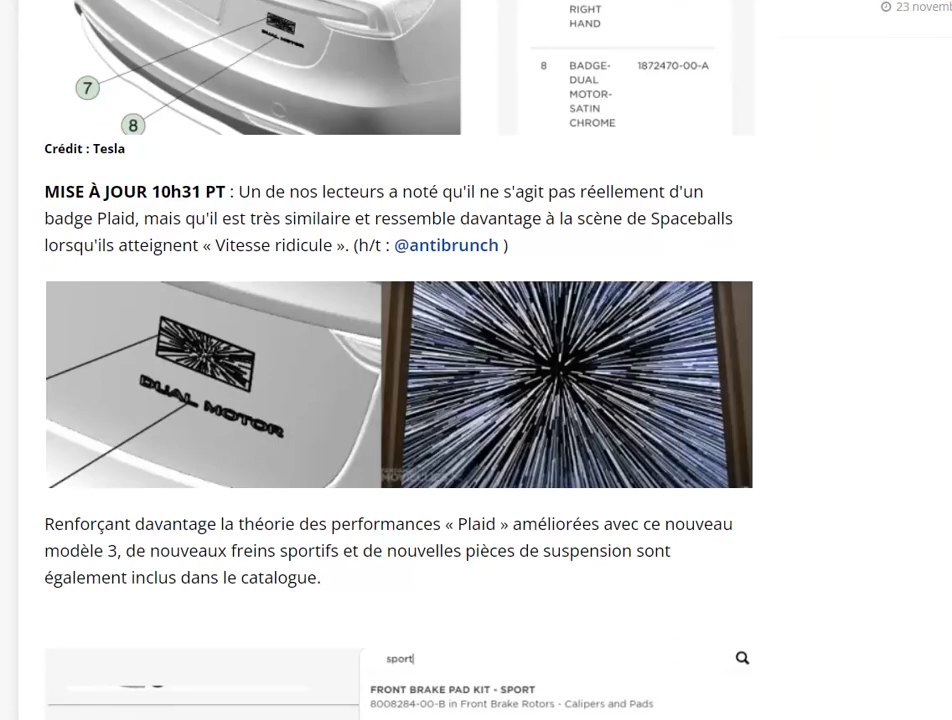 23 novemb
RIGHT
HAND
DUAL MOTOR
7
8
8 BADGE- 1872470-00-A
DUAL
MOTOR-
SATIN
CHROME
Crédit : Tesla
MISE À JOUR 10h31 PT : Un de nos lecteurs a noté qu'il ne s'agit pas réellement d'un
badge Plaid, mais qu'il est très similaire et ressemble davantage à la scène de Spaceballs
lorsqu'ils atteignent « Vitesse ridicule ». (h/t : @antibrunch )
DUAL MOTOR
Renforçant davantage la théorie des performances « Plaid » améliorées avec ce nouveau
modèle 3, de nouveaux freins sportifs et de nouvelles pièces de suspension sont
également inclus dans le catalogue.
sport
FRONT BRAKE PAD KIT - SPORT
8008284-00-B in Front Brake Rotors - Calipers and Pads